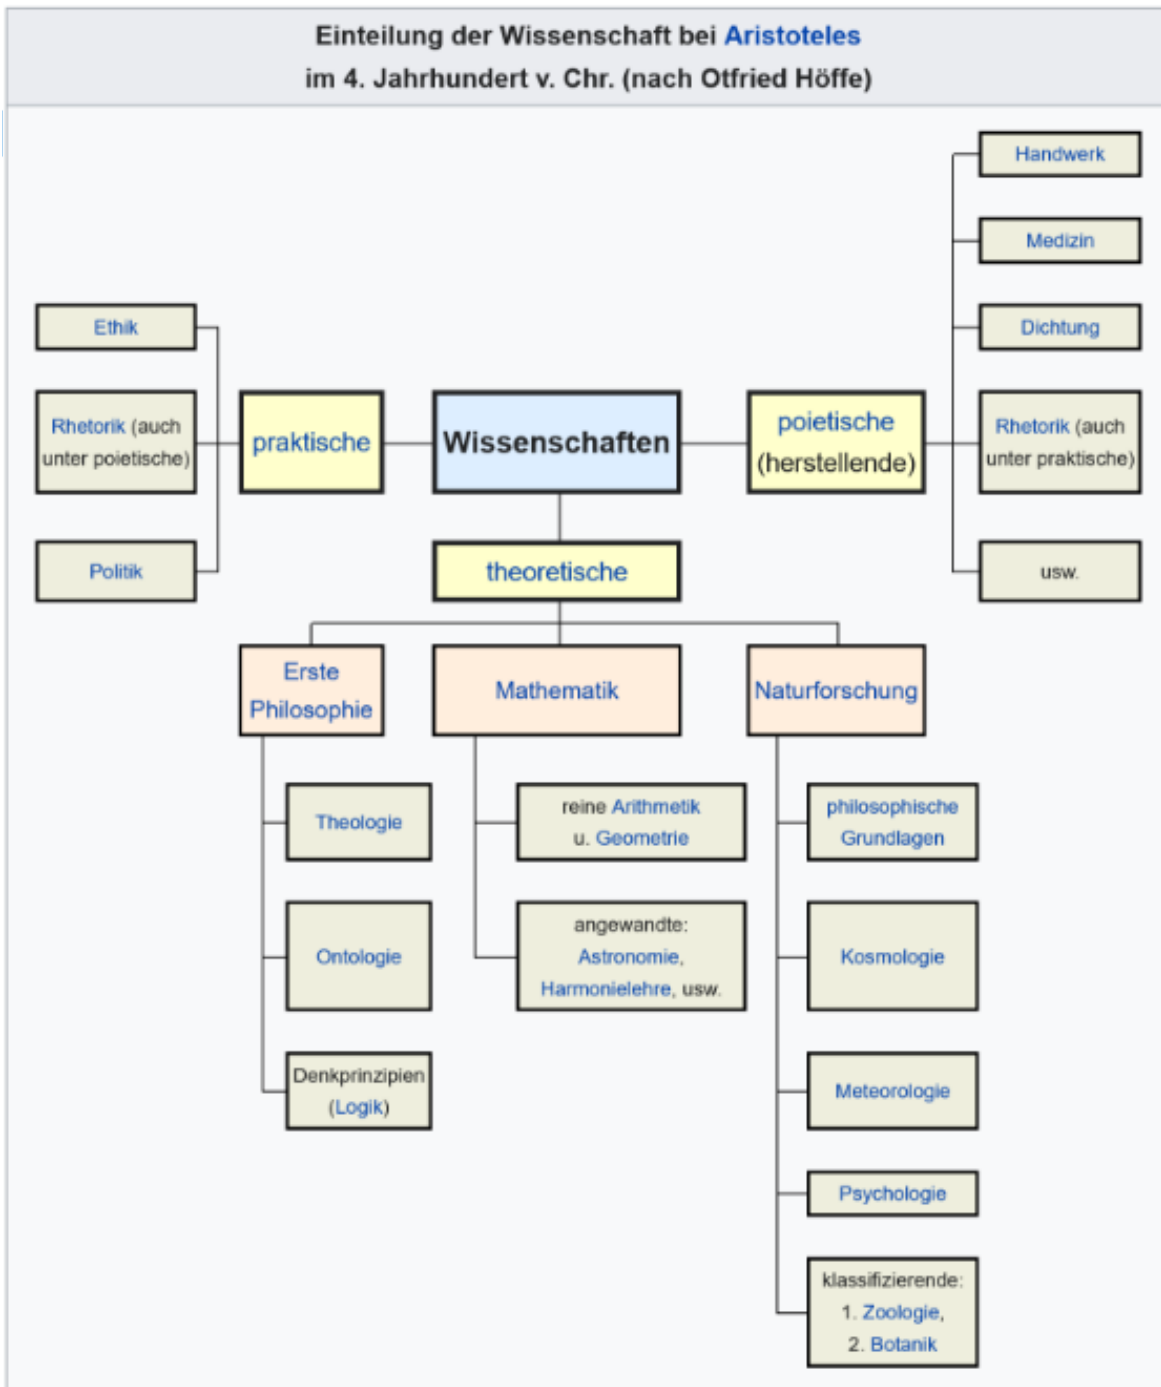 Einteilung der Wissenschaft bei Aristoteles
im 4. Jahrhundert v. Chr. (nach Otfried Höffe)
Handwerk
Medizin
Ethik
Dichtung
Rhetorik (auch
unter poietische)
praktische
Wissenschaften
poietische
(herstellende)
Rhetorik (auch
unter praktische)
Politik
theoretische
usw.
Erste
Philosophie
Mathematik
Naturforschung
Theologie
reine Arithmetik
u. Geometrie
philosophische
Grundlagen
Ontologie
angewandte:
Astronomie,
Harmonielehre, usw.
Kosmologie
Denkprinzipien
(Logik)
Meteorologie
Psychologie
klassifizierende:
1. Zoologie,
2. Botanik